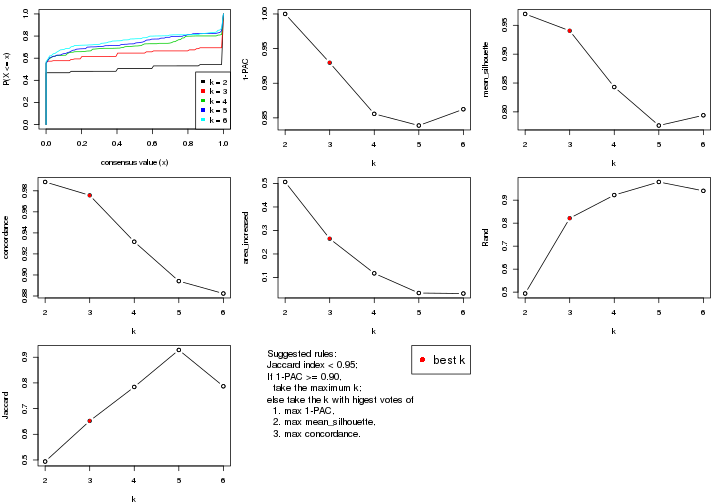 P(X <= x)
0.0 0.2 0.4 0.6 0.8 1.0
k = 2
k = 3
k = 4
k = 5
k = 6
0.0 0.2 0.4 0.6 0.8 1.0
consensus value (x)
1-PAC
0.85 0.90 0.95 1.00
2 3 4 5 6
k
mean_silhouette
0.80 0.85 0.90 0.95
2 3 4 5 6
k
concordance
0.88 0.90 0.92 0.94 0.96 0.98
2 3 4 5 6
k
area_increased
0.1 0.2 0.3 0.4 0.5
2 3 4 5 6
k
Rand
0.5 0.6 0.7 0.8 0.9
2 3 4 5 6
k
Jaccard
0.5 0.6 0.7 0.8 0.9
2 3 4 5 6
k
Suggested rules:
Jaccard index < 0.95;
If 1-PAC >= 0.90,
take the maximum k;
else take the k with higest votes of
1. max 1-PAC,
2. max mean_silhouette,
3. max concordance.
best k